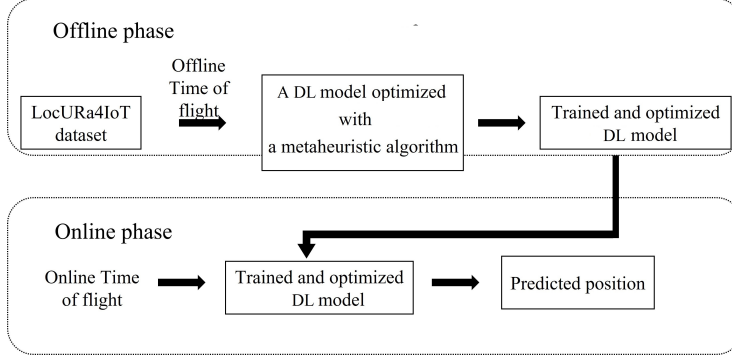 Offline phase
Offline
Time of
flight
LocURa4IoT
dataset
A DL model optimized
with
a metaheuristic algorithm
Trained and optimized
DL model
Online phase
Online Time
of flight
Trained and optimized
DL model
Predicted position